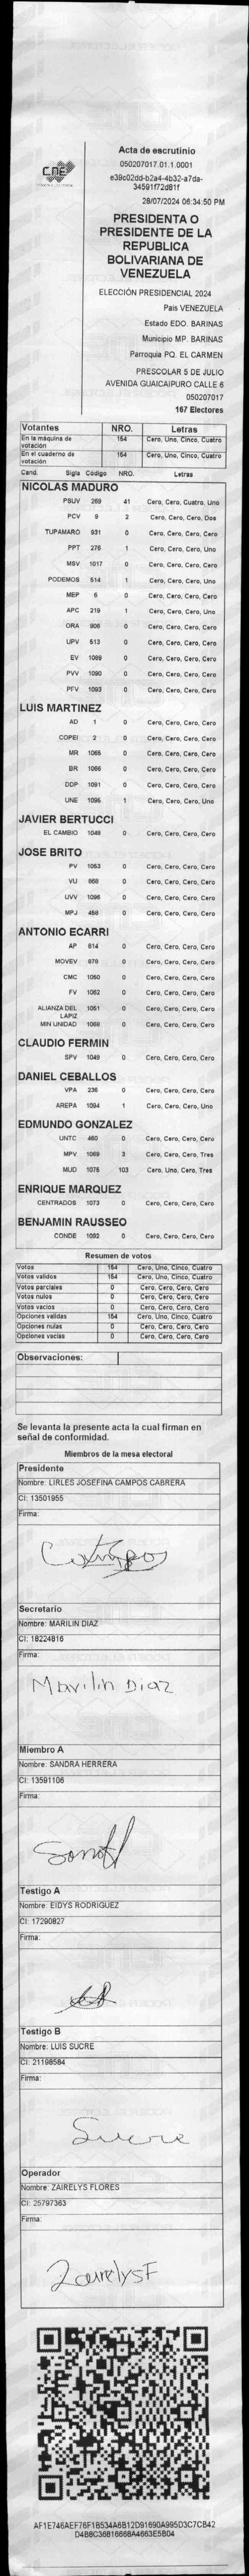 CNE
Acta de escrutinio
050207017.01.1.0001
e39c02dd-b2a4-4b32-a7da-
34591f72d81f
28/07/2024 06:34:50 PM
PRESIDENTA O
PRESIDENTE DE LA
REPUBLICA
BOLIVARIANA DE
VENEZUELA
ELECCIÓN PRESIDENCIAL 2024
Pais VENEZUELA
Estado EDO. BARINAS
Municipio MP. BARINAS
Parroquia PQ. EL CARMEN
PRESCOLAR 5 DE JULIO
AVENIDA GUAICAIPURO CALLE 6
050207017
167 Electores
Votantes NRO. Letras
En la máquina de votación 154 Cero, Uno, Cinco, Cuatro
En el cuaderno de votación 154 Cero, Uno, Cinco, Cuatro
Cand. Sigla Código NRO. Letras
NICOLAS MADURO
PSUV 269 41 Cero, Cero, Cuatro, Uno
PCV 9 2 Cero, Cero, Cero, Dos
TUPAMARO 931 0 Cero, Cero, Cero, Cero
PPT 276 1 Cero, Cero, Cero, Uno
MSV 1017 0 Cero, Cero, Cero, Cero
PODEMOS 514 1 Cero, Cero, Cero, Uno
MEP 6 0 Cero, Cero, Cero, Cero
APC 219 1 Cero, Cero, Cero, Uno
ORA 906 0 Cero, Cero, Cero, Cero
UPV 513 0 Cero, Cero, Cero, Cero
EV 1089 0 Cero, Cero, Cero, Cero
PVV 1090 0 Cero, Cero, Cero, Cero
PFV 1093 0 Cero, Cero, Cero, Cero
LUIS MARTINEZ
AD 1 0 Cero, Cero, Cero, Cero
COPEI 2 0 Cero, Cero, Cero, Cero
MR 1065 0 Cero, Cero, Cero, Cero
BR 1066 0 Cero, Cero, Cero, Cero
DDP 1091 0 Cero, Cero, Cero, Cero
UNE 1095 1 Cero, Cero, Cero, Uno
JAVIER BERTUCCI
EL CAMBIO 1048 0 Cero, Cero, Cero, Cero
JOSE BRITO
PV 1053 0 Cero, Cero, Cero, Cero
VU 868 0 Cero, Cero, Cero, Cero
UVV 1096 0 Cero, Cero, Cero, Cero
MPJ 458 0 Cero, Cero, Cero, Cero
ANTONIO ECARRI
AP 614 0 Cero, Cero, Cero, Cero
MOVEV 979 0 Cero, Cero, Cero, Cero
CMC 1050 0 Cero, Cero, Cero, Cero
FV 1062 0 Cero, Cero, Cero, Cero
ALIANZA DEL LAPIZ 1051 0 Cero, Cero, Cero, Cero
MIN UNIDAD 1068 0 Cero, Cero, Cero, Cero
CLAUDIO FERMIN
SPV 1049 0 Cero, Cero, Cero, Cero
DANIEL CEBALLOS
VPA 236 0 Cero, Cero, Cero, Cero
AREPA 1094 1 Cero, Cero, Cero, Uno
EDMUNDO GONZALEZ
UNTC 460 0 Cero, Cero, Cero, Cero
MPV 1069 3 Cero, Cero, Cero, Tres
MUD 1075 103 Cero, Uno, Cero, Tres
ENRIQUE MARQUEZ
CENTRADOS 1073 0 Cero, Cero, Cero, Cero
BENJAMIN RAUSSEO
CONDE 1092 0 Cero, Cero, Cero, Cero
Resumen de votos
Votos 154 Cero, Uno, Cinco, Cuatro
Votos validos 154 Cero, Uno, Cinco, Cuatro
Votos parciales 0 Cero, Cero, Cero, Cero
Votos nulos 0 Cero, Cero, Cero, Cero
Votos vacios 0 Cero, Cero, Cero, Cero
Opciones validas 154 Cero, Uno, Cinco, Cuatro
Opciones nulas 0 Cero, Cero, Cero, Cero
Opciones vacias 0 Cero, Cero, Cero, Cero
Observaciones:
Se levanta la presente acta la cual firman en
señal de conformidad.
Miembros de la mesa electoral
Presidente
Nombre: LIRLES JOSEFINA CAMPOS CABRERA
CI: 13501955
Firma:
Campos
Secretario
Nombre: MARILIN DIAZ
CI: 18224816
Firma:
Marilin Diaz
Miembro A
Nombre: SANDRA HERRERA
CI: 13591106
Firma:
Testigo A
Nombre: EIDYS RODRIGUEZ
CI: 17290827
Firma:
Testigo B
Nombre: LUIS SUCRE
CI: 21198584
Firma:
Sucre
Operador
Nombre: ZAIRELYS FLORES
CI: 25797363
Firma:
ZairelysF
AF1E746AEF76F1B534A6B12D91690A995D3C7CB42
D4B8C36B16668A4663E5B04